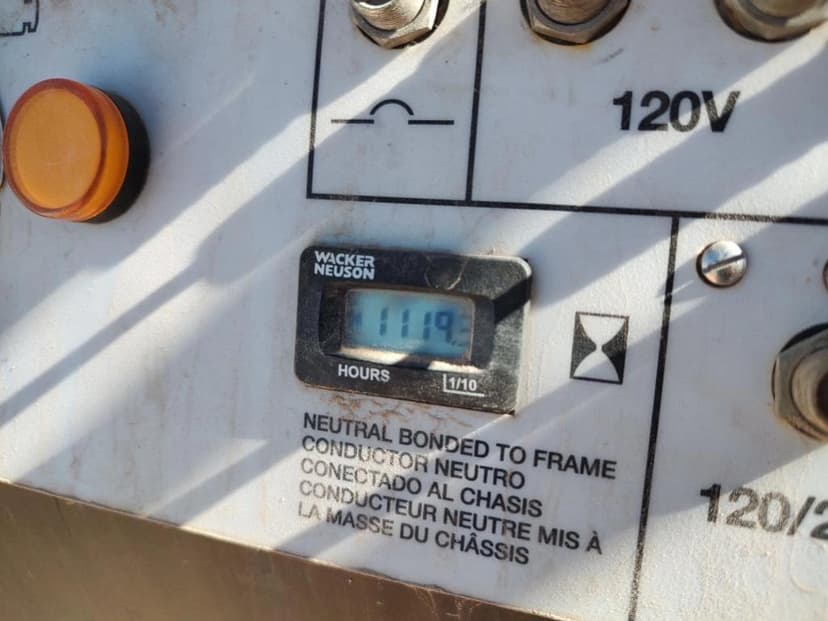 120V
WACKER
NEUSON
1119
HOURS
1/10
NEUTRAL BONDED TO FRAME
CONDUCTOR NEUTRO
CONECTADO AL CHASIS
CONDUCTEUR NEUTRE MIS À
LA MASSE DU CHÂSSIS
120/2